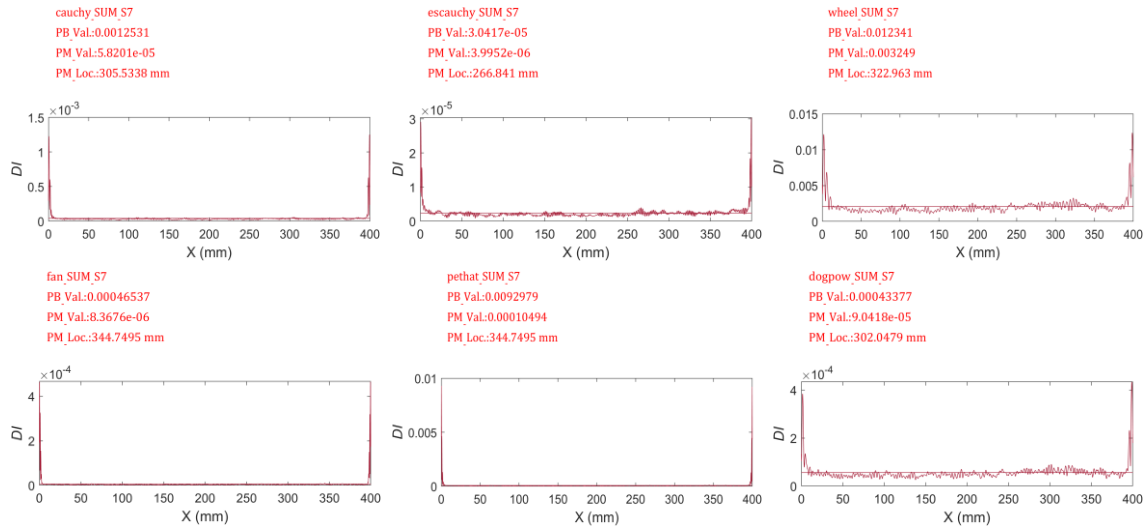 cauchy_SUM_S7
PB_Val.:0.0012531
PM_Val.:5.8201e-05
PM_Loc.:305.5338 mm
×10⁻³
1.5
1
0.5
0
DI
0 50 100 150 200 250 300 350 400
X (mm)
escauchy_SUM_S7
PB_Val.:3.0417e-05
PM_Val.:3.9952e-06
PM_Loc.:266.841 mm
×10⁻⁵
3
2
1
0
DI
0 50 100 150 200 250 300 350 400
X (mm)
wheel_SUM_S7
PB_Val.:0.012341
PM_Val.:0.003249
PM_Loc.:322.963 mm
0.015
0.01
0.005
0
DI
0 50 100 150 200 250 300 350 400
X (mm)
fan_SUM_S7
PB_Val.:0.00046537
PM_Val.:8.3676e-06
PM_Loc.:344.7495 mm
×10⁻⁴
4
2
0
DI
0 50 100 150 200 250 300 350 400
X (mm)
pethat_SUM_S7
PB_Val.:0.0092979
PM_Val.:0.00010494
PM_Loc.:344.7495 mm
0.01
0.005
0
DI
0 50 100 150 200 250 300 350 400
X (mm)
dogpow_SUM_S7
PB_Val.:0.00043377
PM_Val.:9.0418e-05
PM_Loc.:302.0479 mm
×10⁻⁴
4
2
0
DI
0 50 100 150 200 250 300 350 400
X (mm)